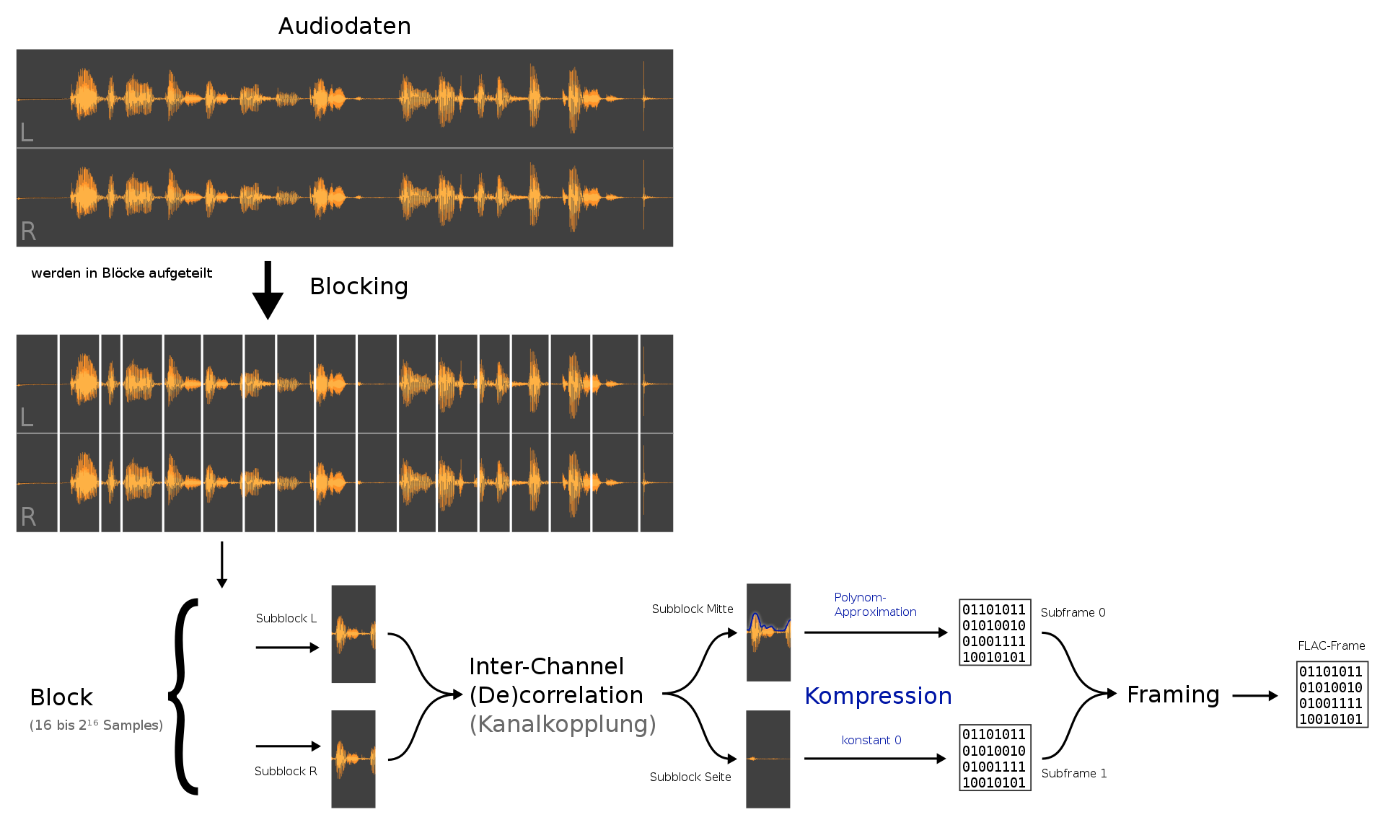 Audiodaten
L
R
werden in Blöcke aufgeteilt
Blocking
L
R
Block
(16 bis 2¹⁶ Samples)
Subblock L
Subblock R
Inter-Channel
(De)correlation
(Kanalkopplung)
Subblock Mitte
Subblock Seite
Polynom-
Approximation
Kompression
konstant 0
01101011
01010010
01001111
10010101
Subframe 0
01101011
01010010
01001111
10010101
Subframe 1
Framing
FLAC-Frame
01101011
01010010
01001111
10010101